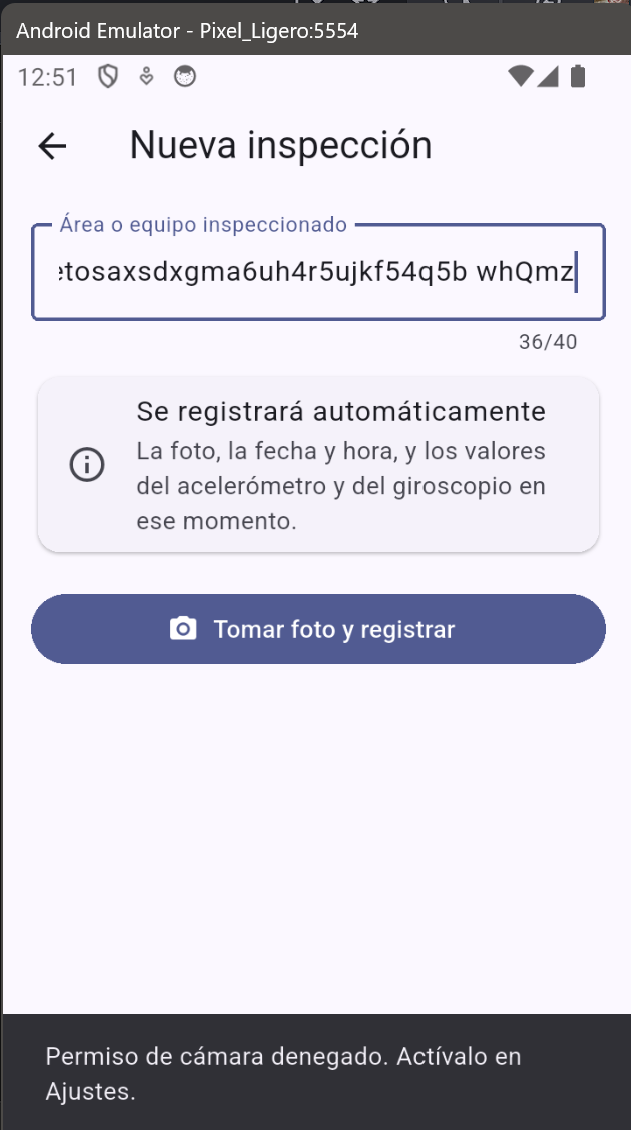 Android Emulator - Pixel_Ligero:5554
12:51
Nueva inspección
Área o equipo inspeccionado
etosaxsdxgma6uh4r5ujkf54q5b whQmz
36/40
Se registrará automáticamente
La foto, la fecha y hora, y los valores
del acelerómetro y del giroscopio en
ese momento.
Tomar foto y registrar
Permiso de cámara denegado. Actívalo en
Ajustes.